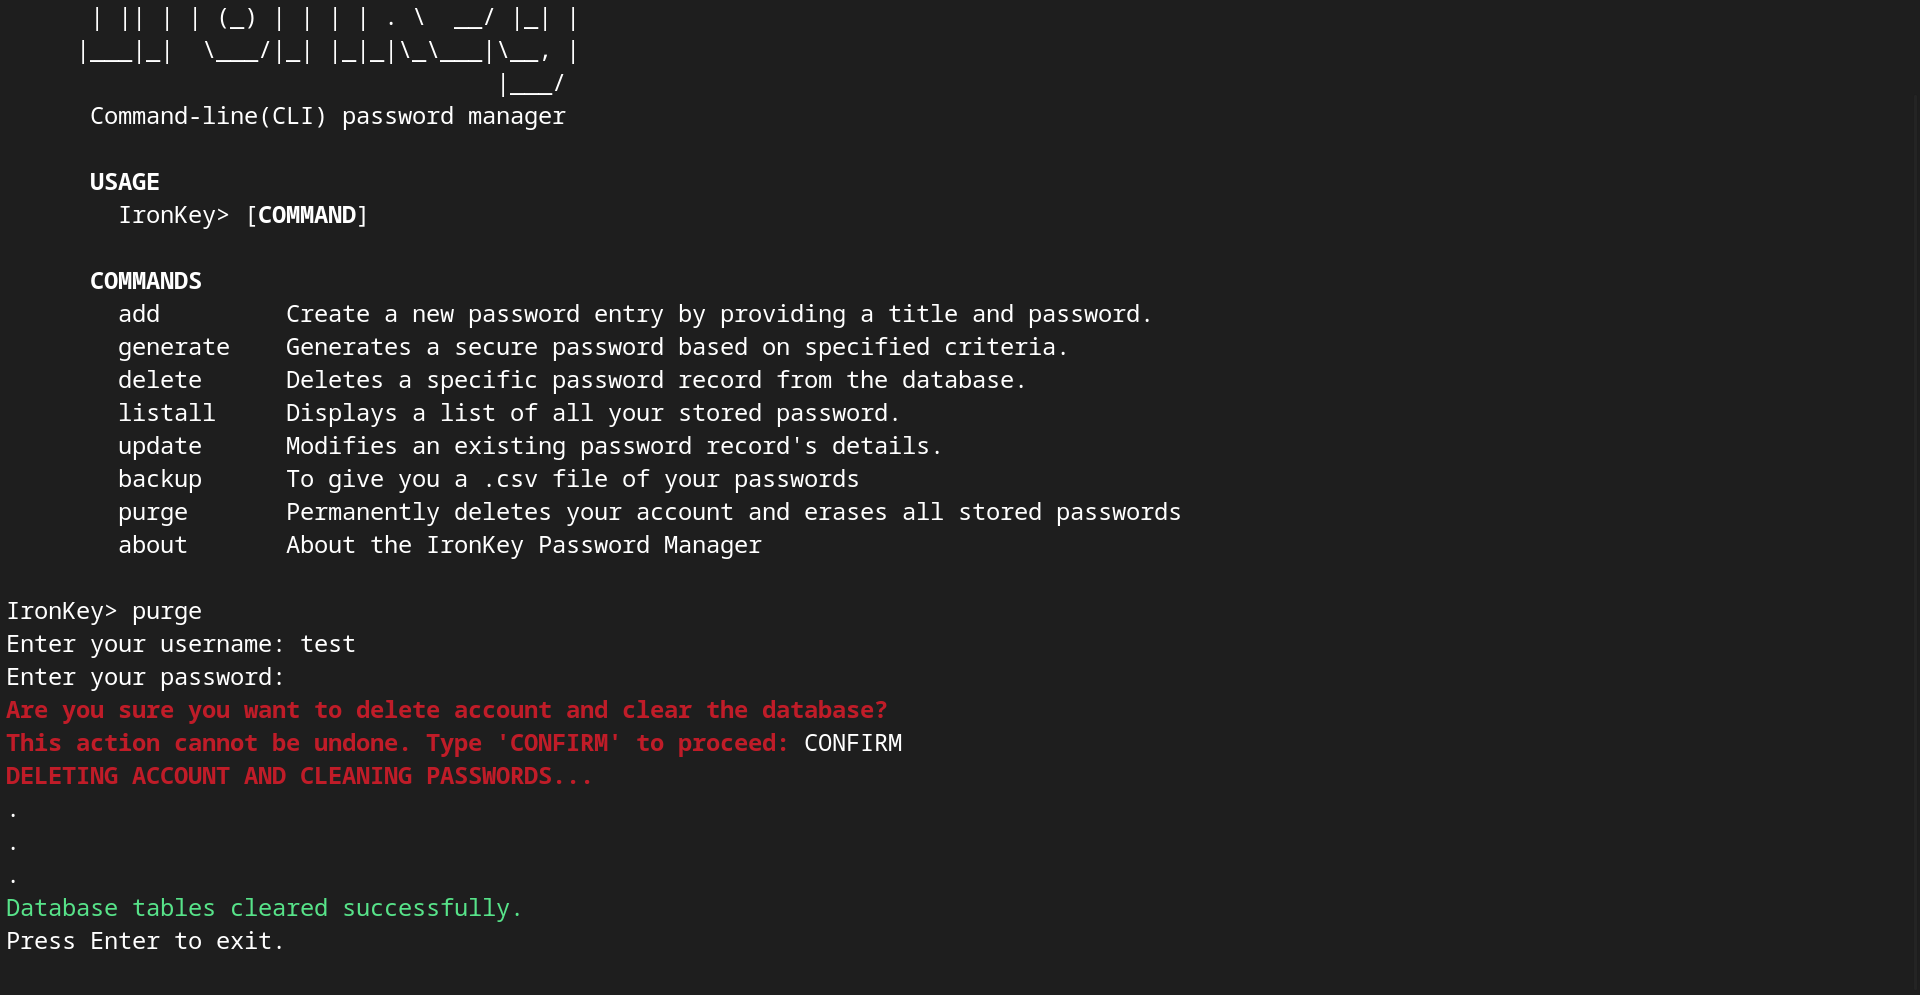 | || | | (_) | | | | . \  __/ |_| |
|___|_|  \___/|_| |_|_|\_\___|\__, |
                              |___/
Command-line(CLI) password manager
USAGE
IronKey> [COMMAND]
COMMANDS
add         Create a new password entry by providing a title and password.
generate    Generates a secure password based on specified criteria.
delete      Deletes a specific password record from the database.
listall     Displays a list of all your stored password.
update      Modifies an existing password record's details.
backup      To give you a .csv file of your passwords
purge       Permanently deletes your account and erases all stored passwords
about       About the IronKey Password Manager
IronKey> purge
Enter your username: test
Enter your password:
Are you sure you want to delete account and clear the database?
This action cannot be undone. Type 'CONFIRM' to proceed: CONFIRM
DELETING ACCOUNT AND CLEANING PASSWORDS...
.
.
.
Database tables cleared successfully.
Press Enter to exit.